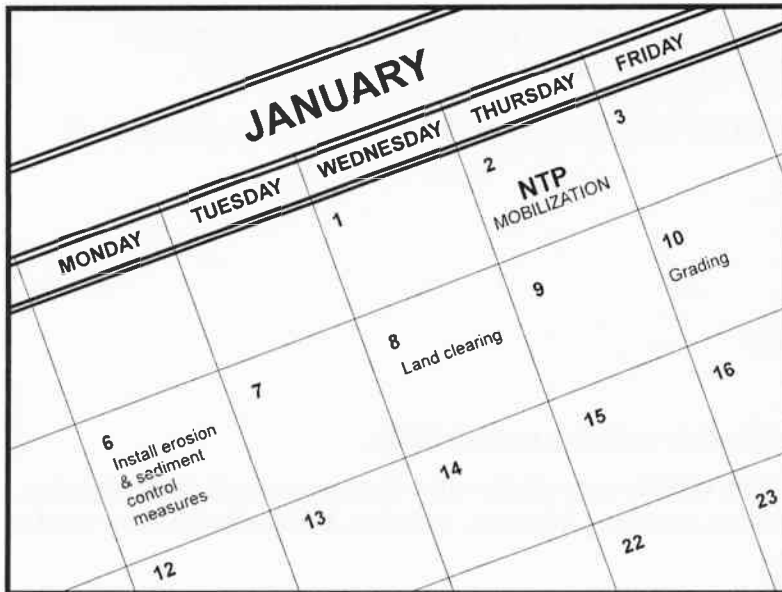 JANUARY
MONDAY
TUESDAY
WEDNESDAY
THURSDAY
FRIDAY
1
2
NTP
MOBILIZATION
3
6
Install erosion
& sediment
control
measures
7
8
Land clearing
9
10
Grading
12
13
14
15
16
22
23